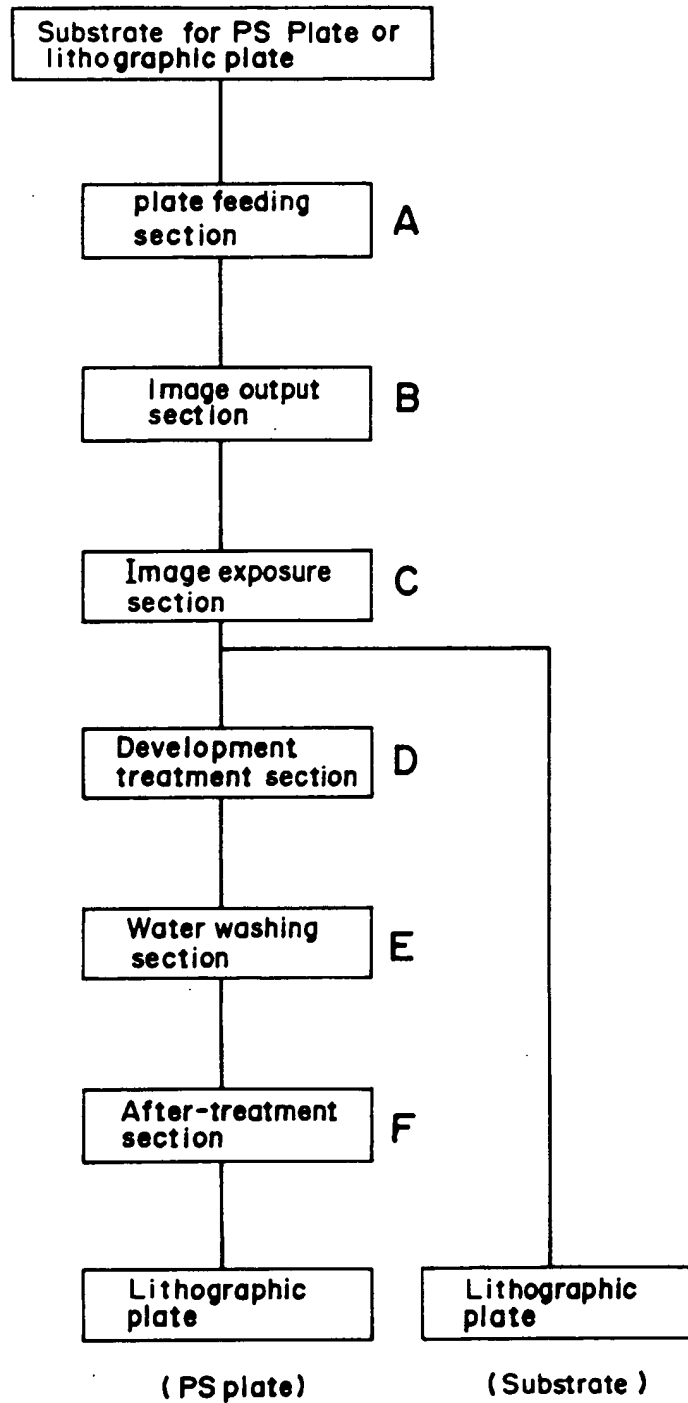 Substrate for PS Plate or
lithographic plate
plate feeding
section
A
Image output
section
B
Image exposure
section
C
Development
treatment section
D
Water washing
section
E
After-treatment
section
F
Lithographic
plate
Lithographic
plate
(PS plate)
(Substrate)